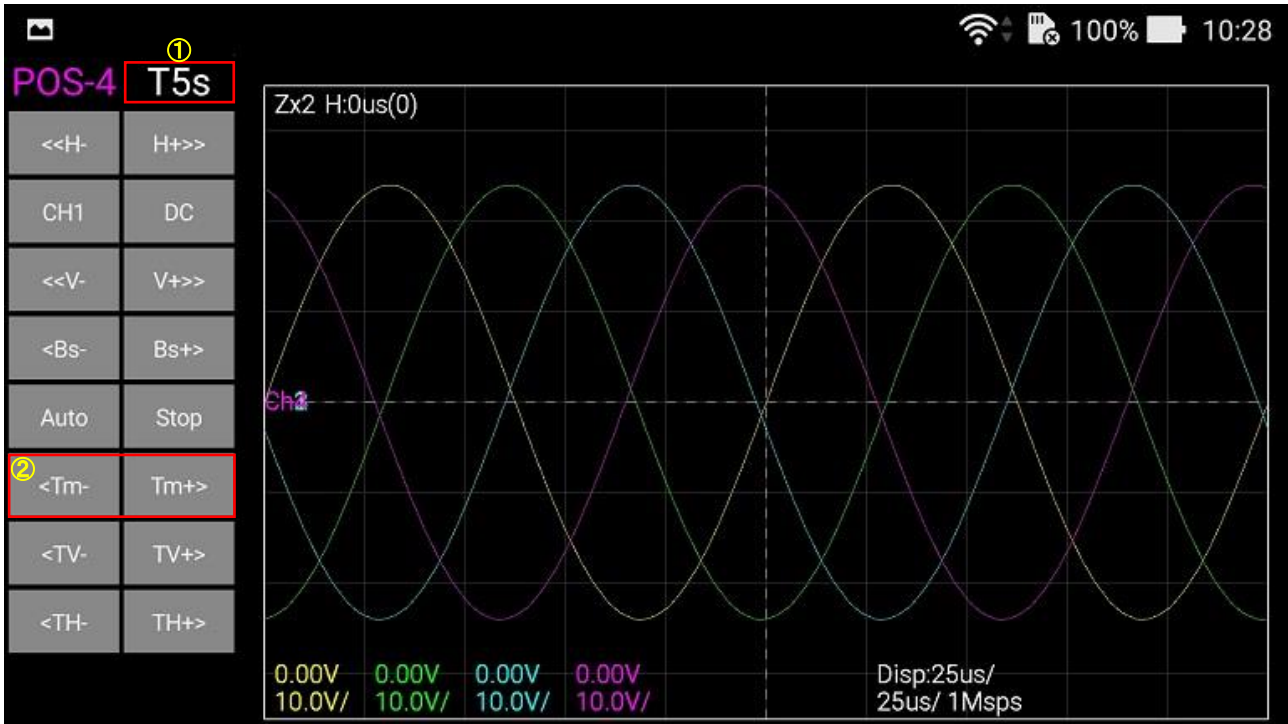 100% 10:28
①
POS-4 T5s
<<H- H+>>
CH1 DC
<<V- V+>>
<Bs- Bs+>
Auto Stop
②
<Tm- Tm+>
<TV- TV+>
<TH- TH+>
Zx2 H:0us(0)
0.00V 0.00V 0.00V 0.00V
10.0V/ 10.0V/ 10.0V/ 10.0V/
Disp:25us/
25us/ 1Msps